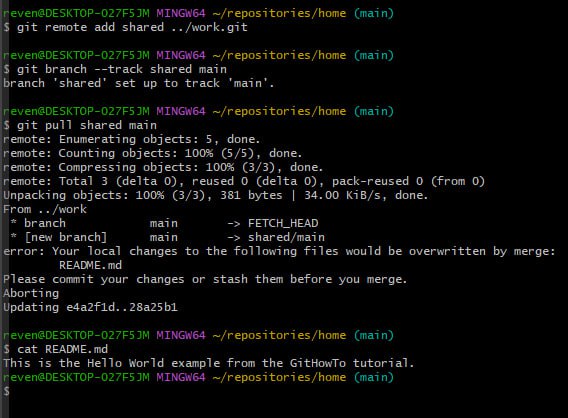 reven@DESKTOP-O27F5JM MINGW64 ~/repositories/home (main)
$ git remote add shared ../work.git
reven@DESKTOP-O27F5JM MINGW64 ~/repositories/home (main)
$ git branch --track shared main
branch 'shared' set up to track 'main'.
reven@DESKTOP-O27F5JM MINGW64 ~/repositories/home (main)
$ git pull shared main
remote: Enumerating objects: 5, done.
remote: Counting objects: 100% (5/5), done.
remote: Compressing objects: 100% (3/3), done.
remote: Total 3 (delta 0), reused 0 (delta 0), pack-reused 0 (from 0)
Unpacking objects: 100% (3/3), 381 bytes | 34.00 KiB/s, done.
From ../work
 * branch            main       -> FETCH_HEAD
 * [new branch]      main       -> shared/main
error: Your local changes to the following files would be overwritten by merge:
        README.md
Please commit your changes or stash them before you merge.
Aborting
Updating e4a2f1d..28a25b1
reven@DESKTOP-O27F5JM MINGW64 ~/repositories/home (main)
$ cat README.md
This is the Hello World example from the GitHowTo tutorial.
reven@DESKTOP-O27F5JM MINGW64 ~/repositories/home (main)
$